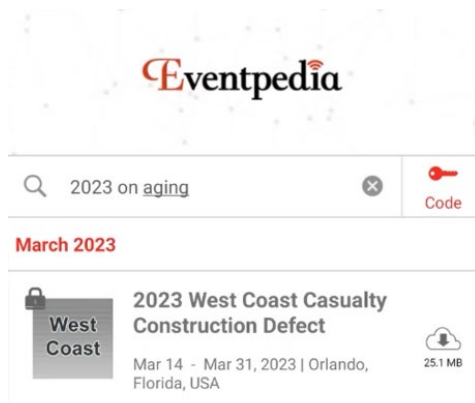 Eventpedia
2023 on aging
Code
March 2023
West
Coast
2023 West Coast Casualty
Construction Defect
Mar 14 - Mar 31, 2023 | Orlando,
Florida, USA
25.1 MB